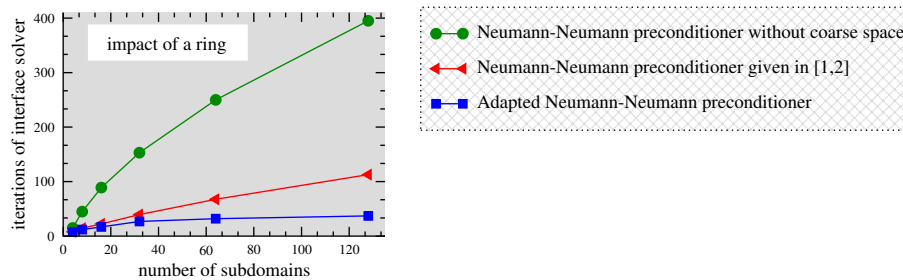 400
300
200
100
0
0
20
40
60
80
100
120
iterations of interface solver
number of subdomains
impact of a ring
Neumann-Neumann preconditioner without coarse space
Neumann-Neumann preconditioner given in [1,2]
Adapted Neumann-Neumann preconditioner